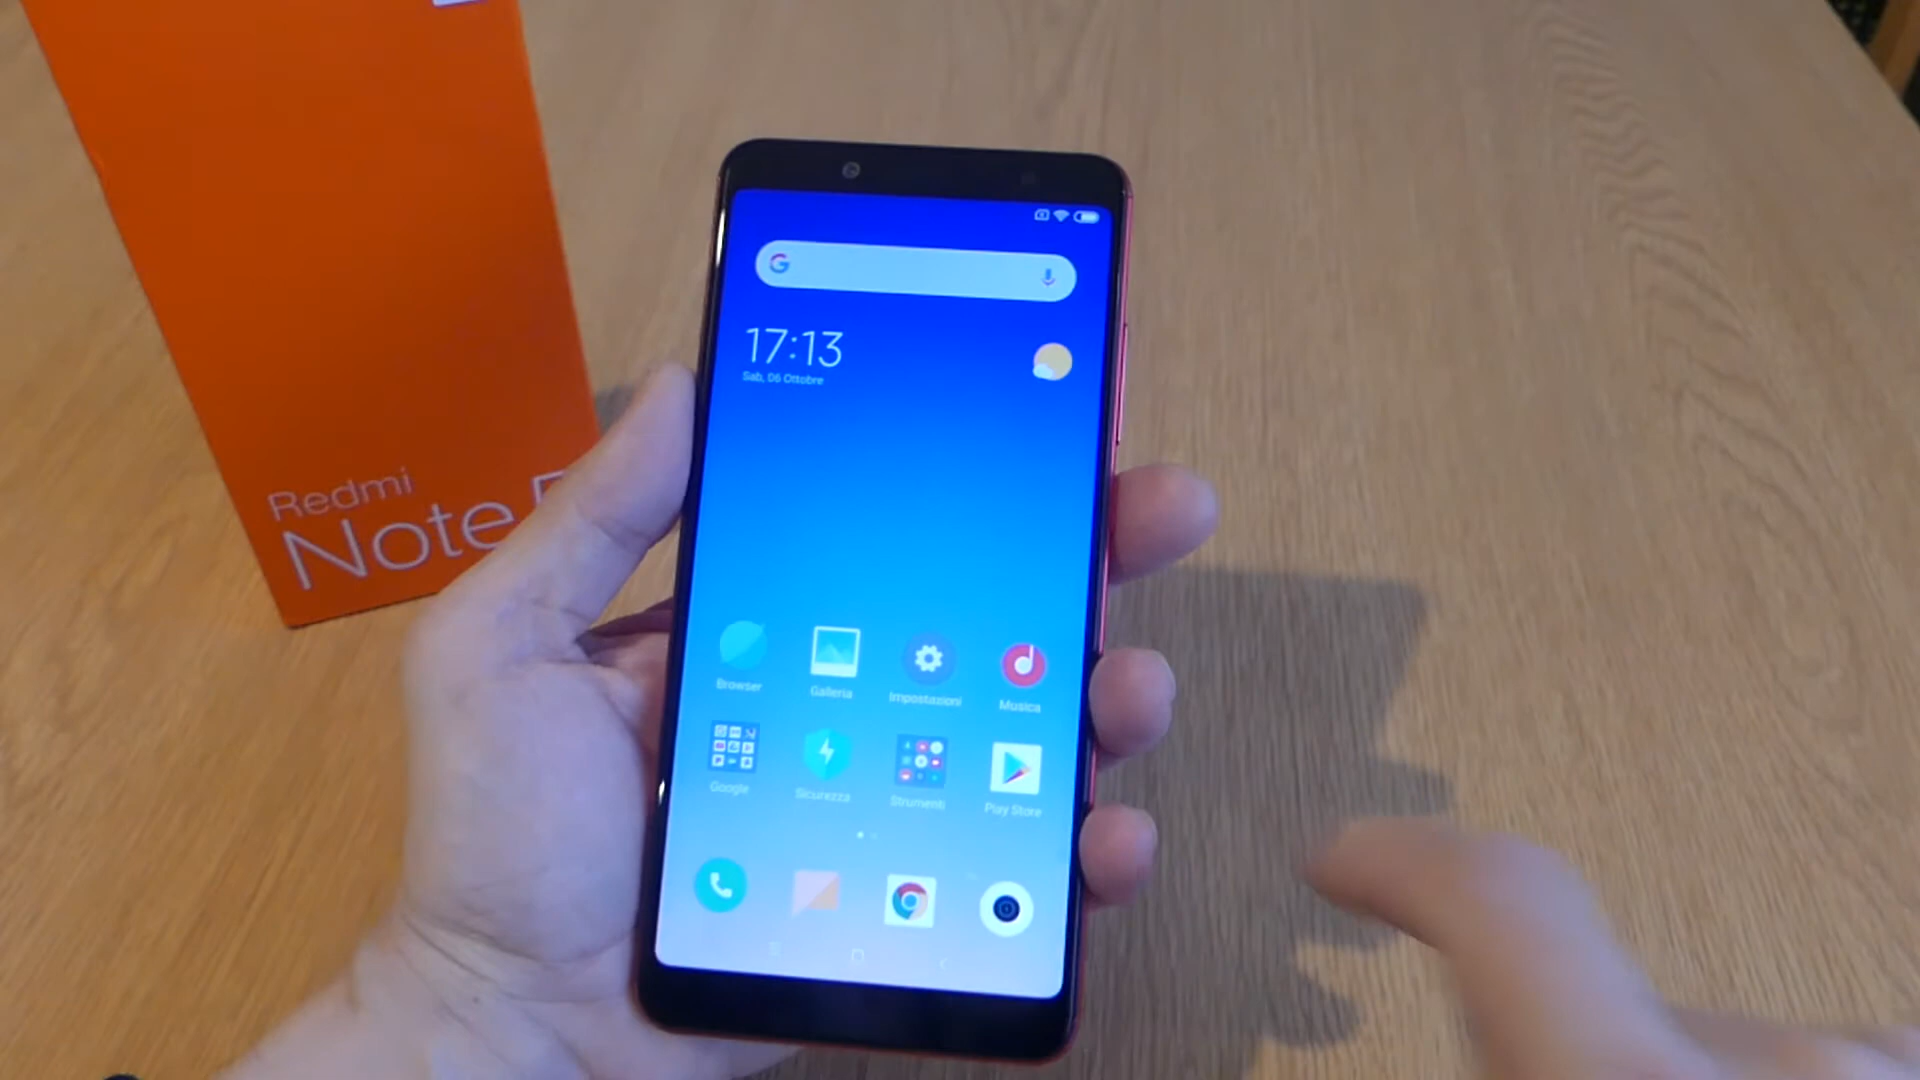 Redmi
Note
17:13
Sab, 06 Ottobre
Browser
Galleria
Impostazioni
Musica
Google
Sicurezza
Strumenti
Play Store